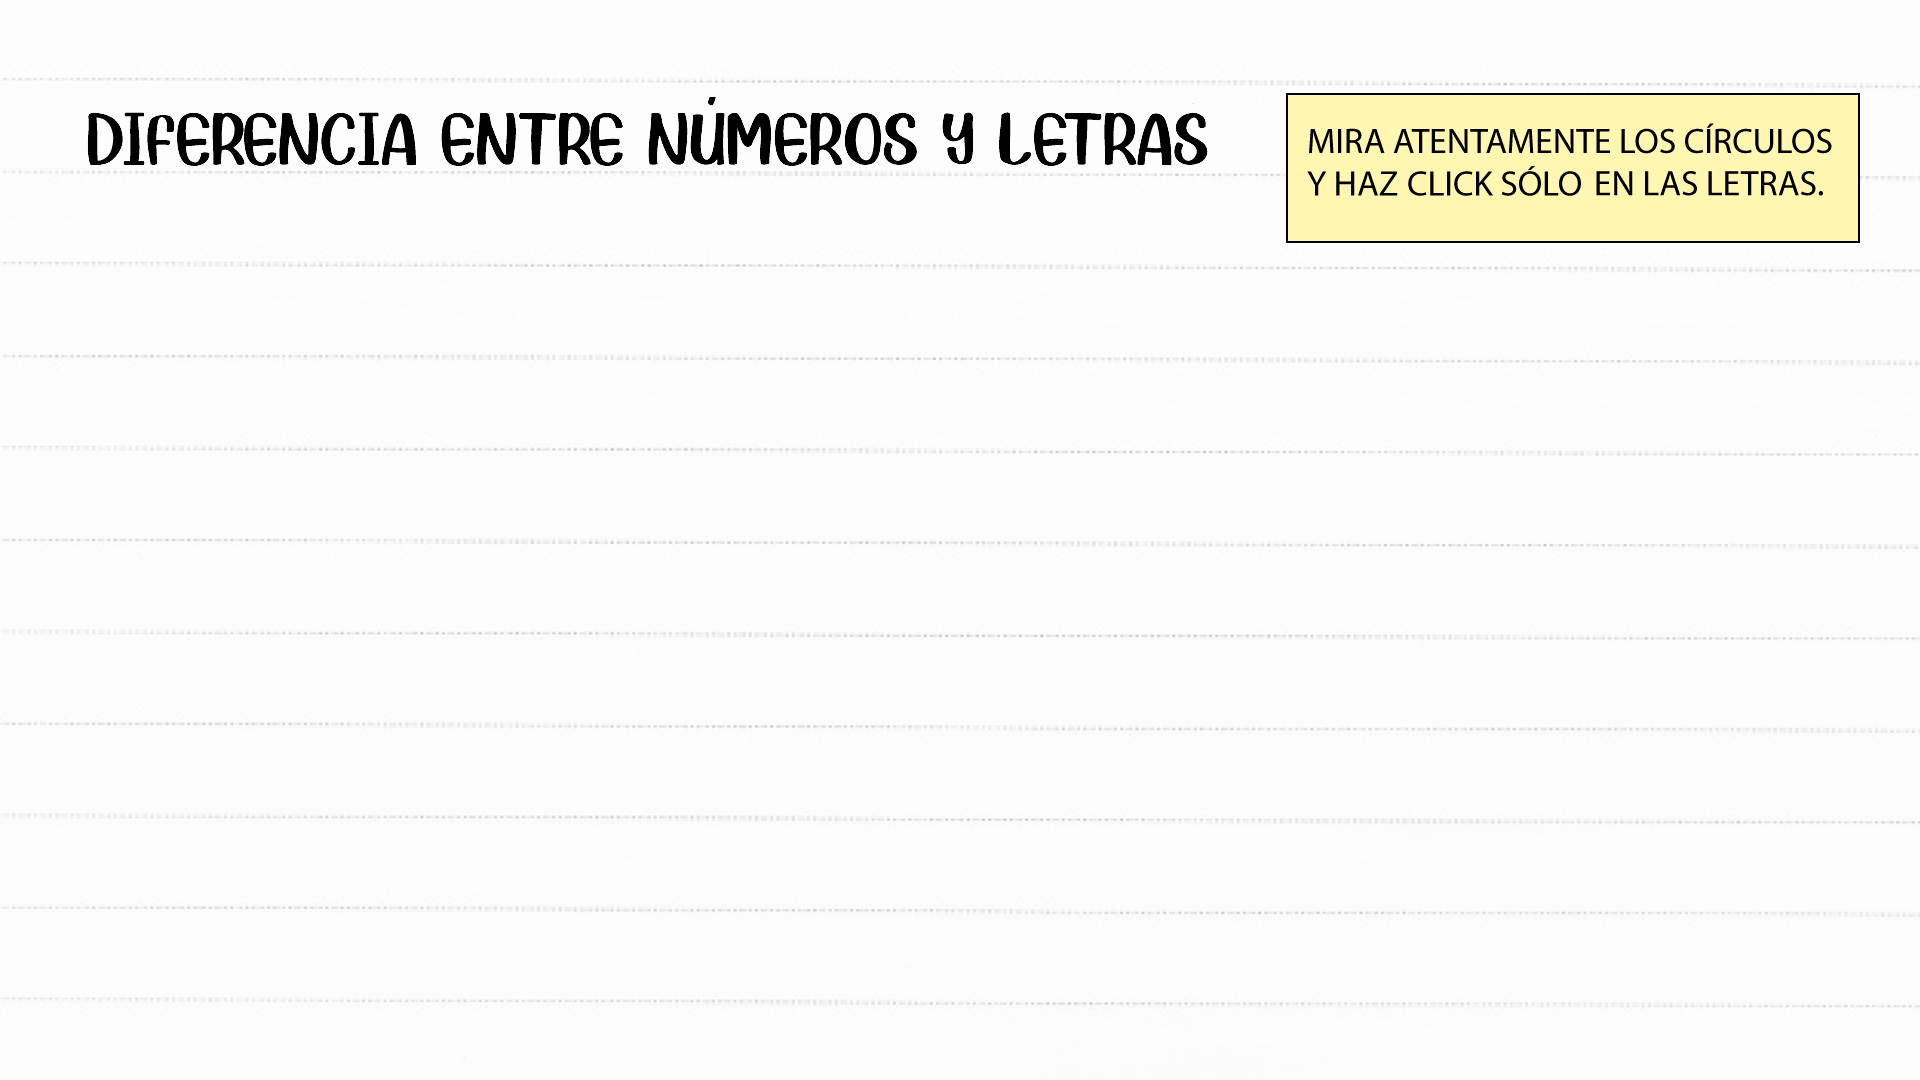 DIFERENCIA ENTRE NÚMEROS Y LETRAS
MIRA ATENTAMENTE LOS CÍRCULOS
Y HAZ CLICK SÓLO EN LAS LETRAS.